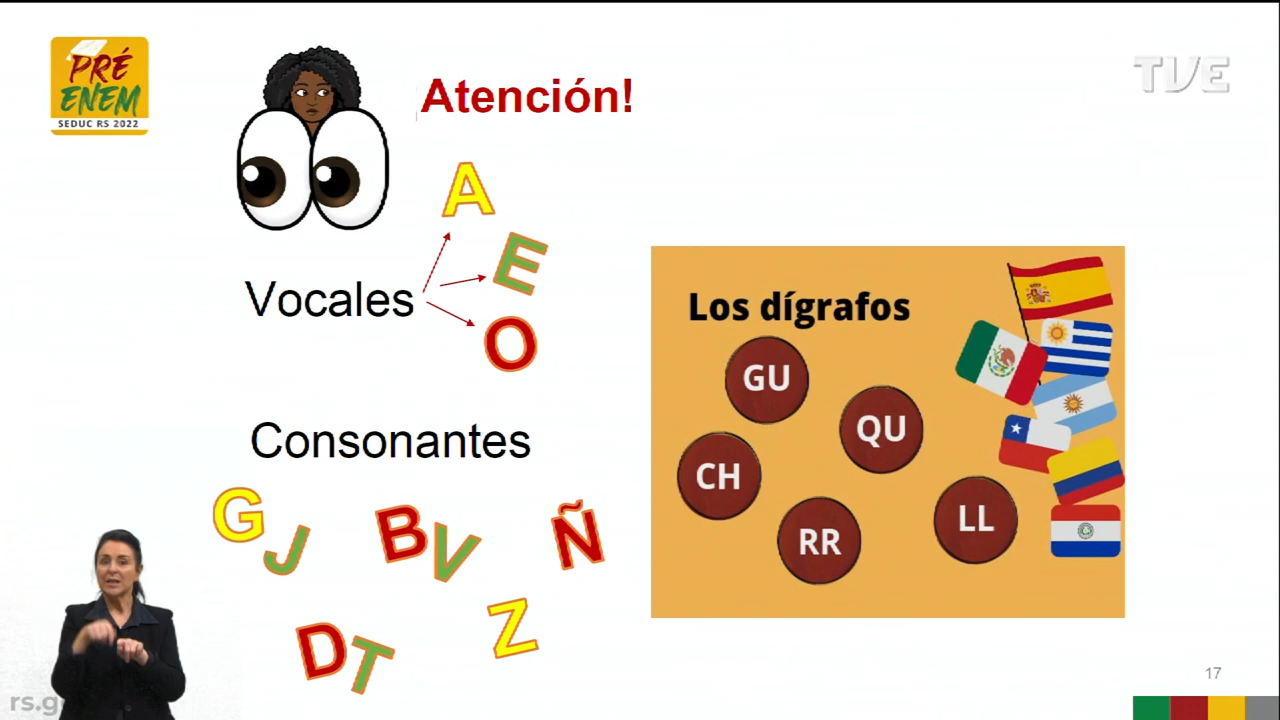 PRÉ
ENEM
SEDUC RS 2022
Atención!
TVE
A
E
Vocales
O
Los dígrafos
GU
QU
CH
RR
LL
Consonantes
G J B V Ñ
D T Z
rs.g
17